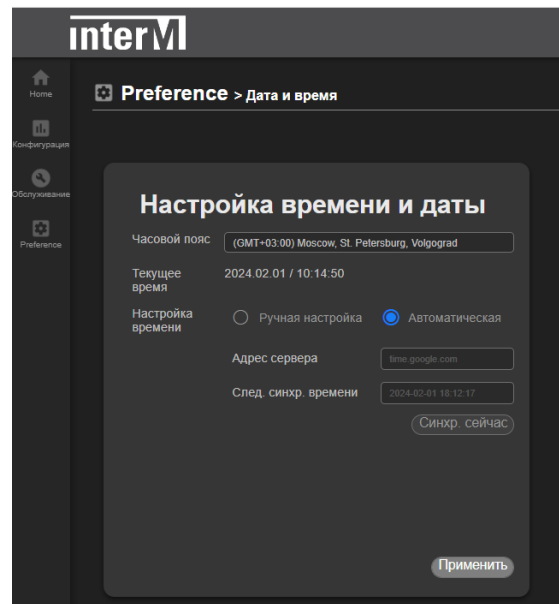 interM
Home
Preference > Дата и время
Конфигурация
Обслуживание
Preference
Настройка времени и даты
Часовой пояс (GMT+03:00) Moscow, St. Petersburg, Volgograd
Текущее
время
2024.02.01 / 10:14:50
Настройка
времени
Ручная настройка Автоматическая
Адрес сервера time.google.com
След. синхр. времени 2024-02-01 18:12:17
Синхр. сейчас
Применить